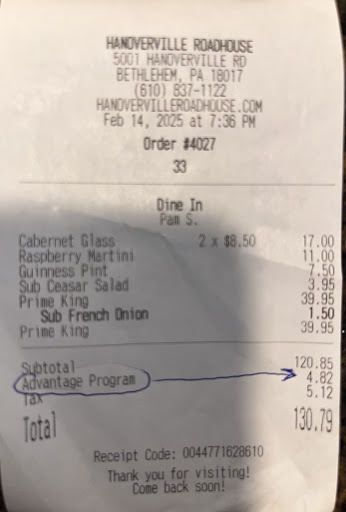 HANOVERVILLE ROADHOUSE
5001 HANOVERVILLE RD
BETHLEHEM, PA 18017
(610) 837-1122
HANOVERVILLEROADHOUSE.COM
Feb 14, 2025 at 7:36 PM
Order #4027
33
Dine In
Pam S.
Cabernet Glass 2 x $8.50 17.00
Raspberry Martini 11.00
Guinness Pint 7.50
Sub Ceasar Salad 3.95
Prime King 39.95
Sub French Onion 1.50
Prime King 39.95
Subtotal 120.85
Advantage Program 4.82
Tax 5.12
Total 130.79
Receipt Code: 0044771628610
Thank you for visiting!
Come back soon!